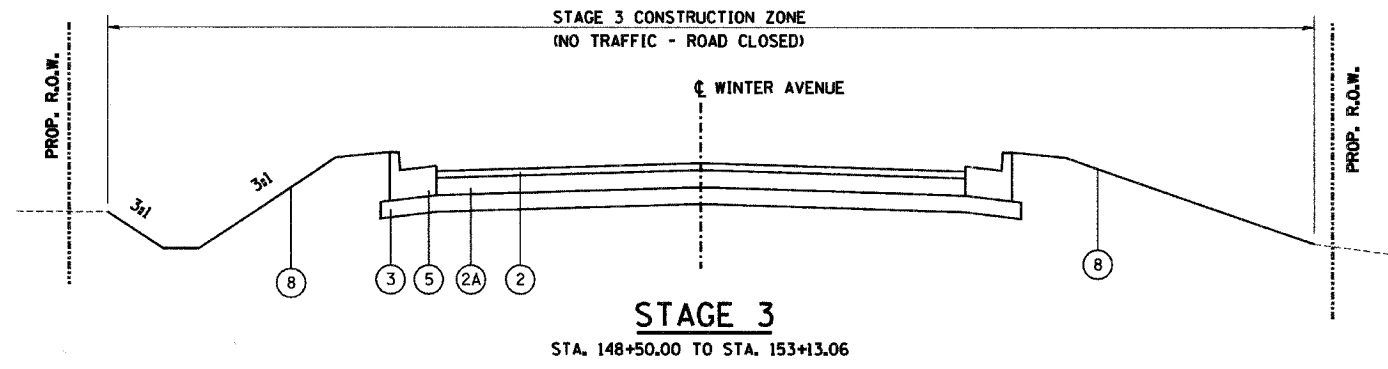 STAGE 3 CONSTRUCTION ZONE
(NO TRAFFIC - ROAD CLOSED)
PROP. R.O.W.
℄ WINTER AVENUE
PROP. R.O.W.
3:1
3:1
8
3
5
2A
2
8
STAGE 3
STA. 148+50.00 TO STA. 153+13.06